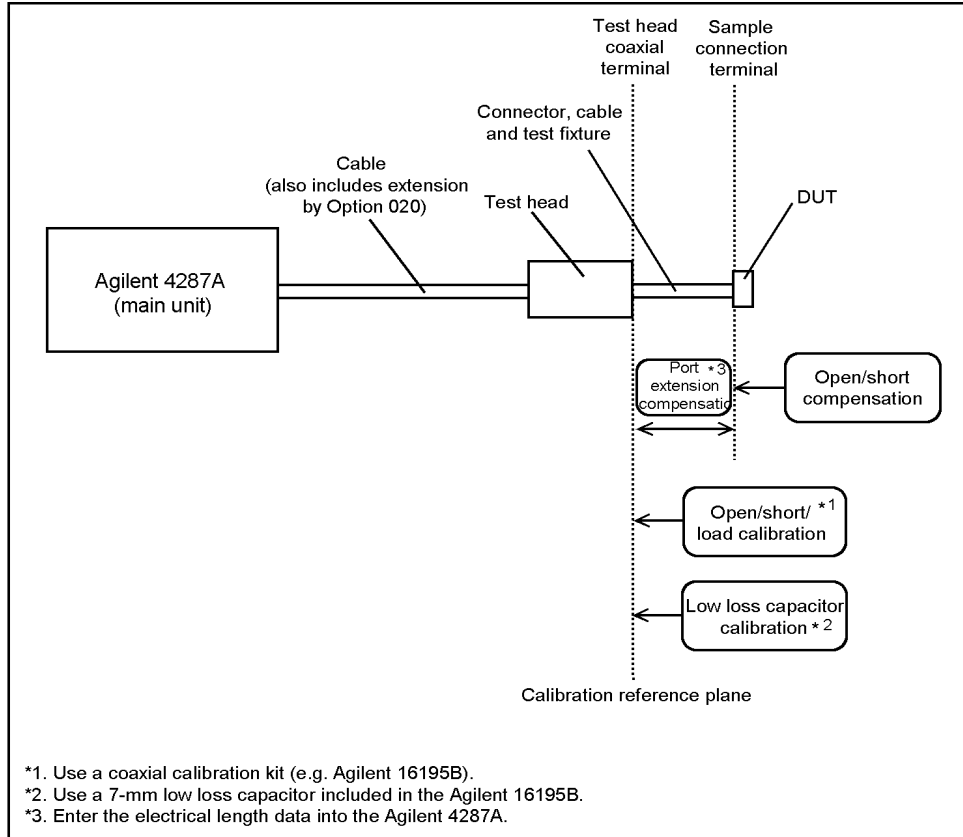 Test head
coaxial
terminal
Sample
connection
terminal
Connector, cable
and test fixture
Cable
(also includes extension
by Option 020)
Test head
DUT
Agilent 4287A
(main unit)
Port *3
extension
compensatio
Open/short
compensation
Open/short/ *1
load calibration
Low loss capacitor
calibration *2
Calibration reference plane
*1. Use a coaxial calibration kit (e.g. Agilent 16195B).
*2. Use a 7-mm low loss capacitor included in the Agilent 16195B.
*3. Enter the electrical length data into the Agilent 4287A.